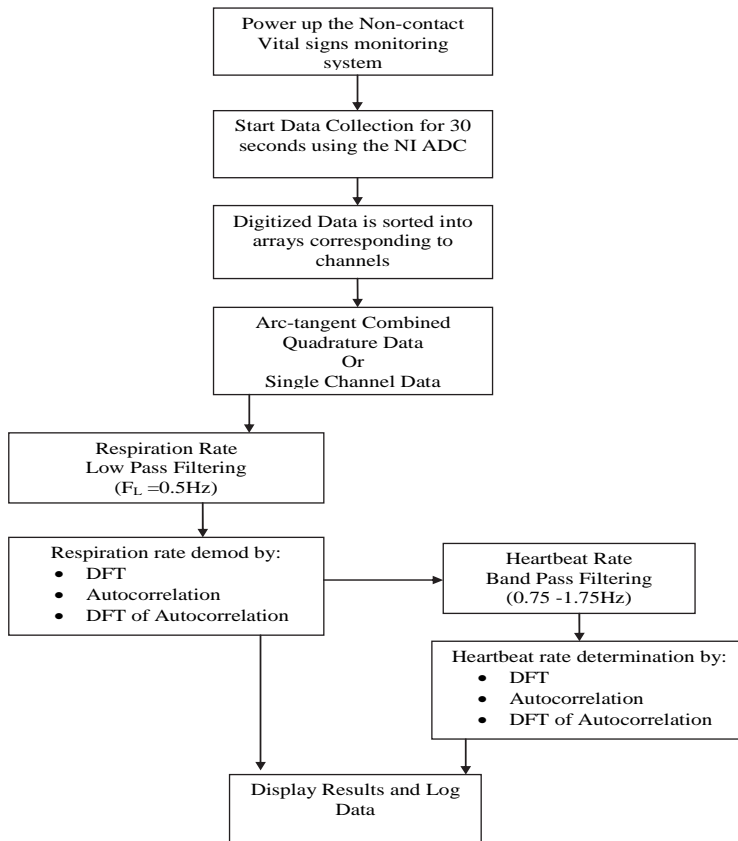 Power up the Non-contact
Vital signs monitoring
system
Start Data Collection for 30
seconds using the NI ADC
Digitized Data is sorted into
arrays corresponding to
channels
Arc-tangent Combined
Quadrature Data
Or
Single Channel Data
Respiration Rate
Low Pass Filtering
(FL =0.5Hz)
Respiration rate demod by:
• DFT
• Autocorrelation
• DFT of Autocorrelation
Heartbeat Rate
Band Pass Filtering
(0.75 -1.75Hz)
Heartbeat rate determination by:
• DFT
• Autocorrelation
• DFT of Autocorrelation
Display Results and Log
Data